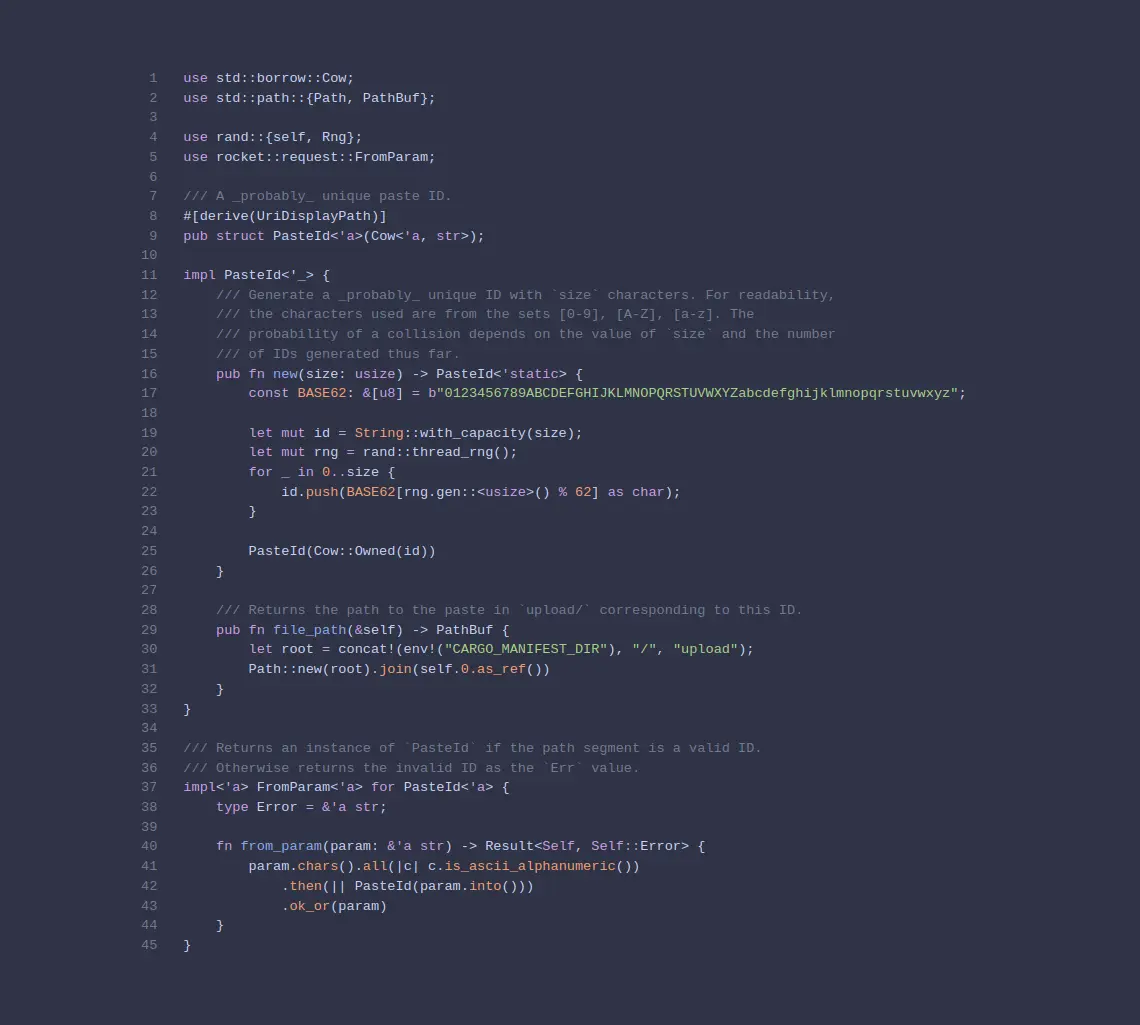 1 use std::borrow::Cow;
2 use std::path::{Path, PathBuf};
3
4 use rand::{self, Rng};
5 use rocket::request::FromParam;
6
7 /// A _probably_ unique paste ID.
8 #[derive(UriDisplayPath)]
9 pub struct PasteId<'a>(Cow<'a, str>);
10
11 impl PasteId<'_> {
12     /// Generate a _probably_ unique ID with `size` characters. For readability,
13     /// the characters used are from the sets [0-9], [A-Z], [a-z]. The
14     /// probability of a collision depends on the value of `size` and the number
15     /// of IDs generated thus far.
16     pub fn new(size: usize) -> PasteId<'static> {
17         const BASE62: &[u8] = b"0123456789ABCDEFGHIJKLMNOPQRSTUVWXYZabcdefghijklmnopqrstuvwxyz";
18
19         let mut id = String::with_capacity(size);
20         let mut rng = rand::thread_rng();
21         for _ in 0..size {
22             id.push(BASE62[rng.gen::<usize>() % 62] as char);
23         }
24
25         PasteId(Cow::Owned(id))
26     }
27
28     /// Returns the path to the paste in `upload/` corresponding to this ID.
29     pub fn file_path(&self) -> PathBuf {
30         let root = concat!(env!("CARGO_MANIFEST_DIR"), "/", "upload");
31         Path::new(root).join(self.0.as_ref())
32     }
33 }
34
35 /// Returns an instance of `PasteId` if the path segment is a valid ID.
36 /// Otherwise returns the invalid ID as the `Err` value.
37 impl<'a> FromParam<'a> for PasteId<'a> {
38     type Error = &'a str;
39
40     fn from_param(param: &'a str) -> Result<Self, Self::Error> {
41         param.chars().all(|c| c.is_ascii_alphanumeric())
42             .then(|| PasteId(param.into()))
43             .ok_or(param)
44     }
45 }